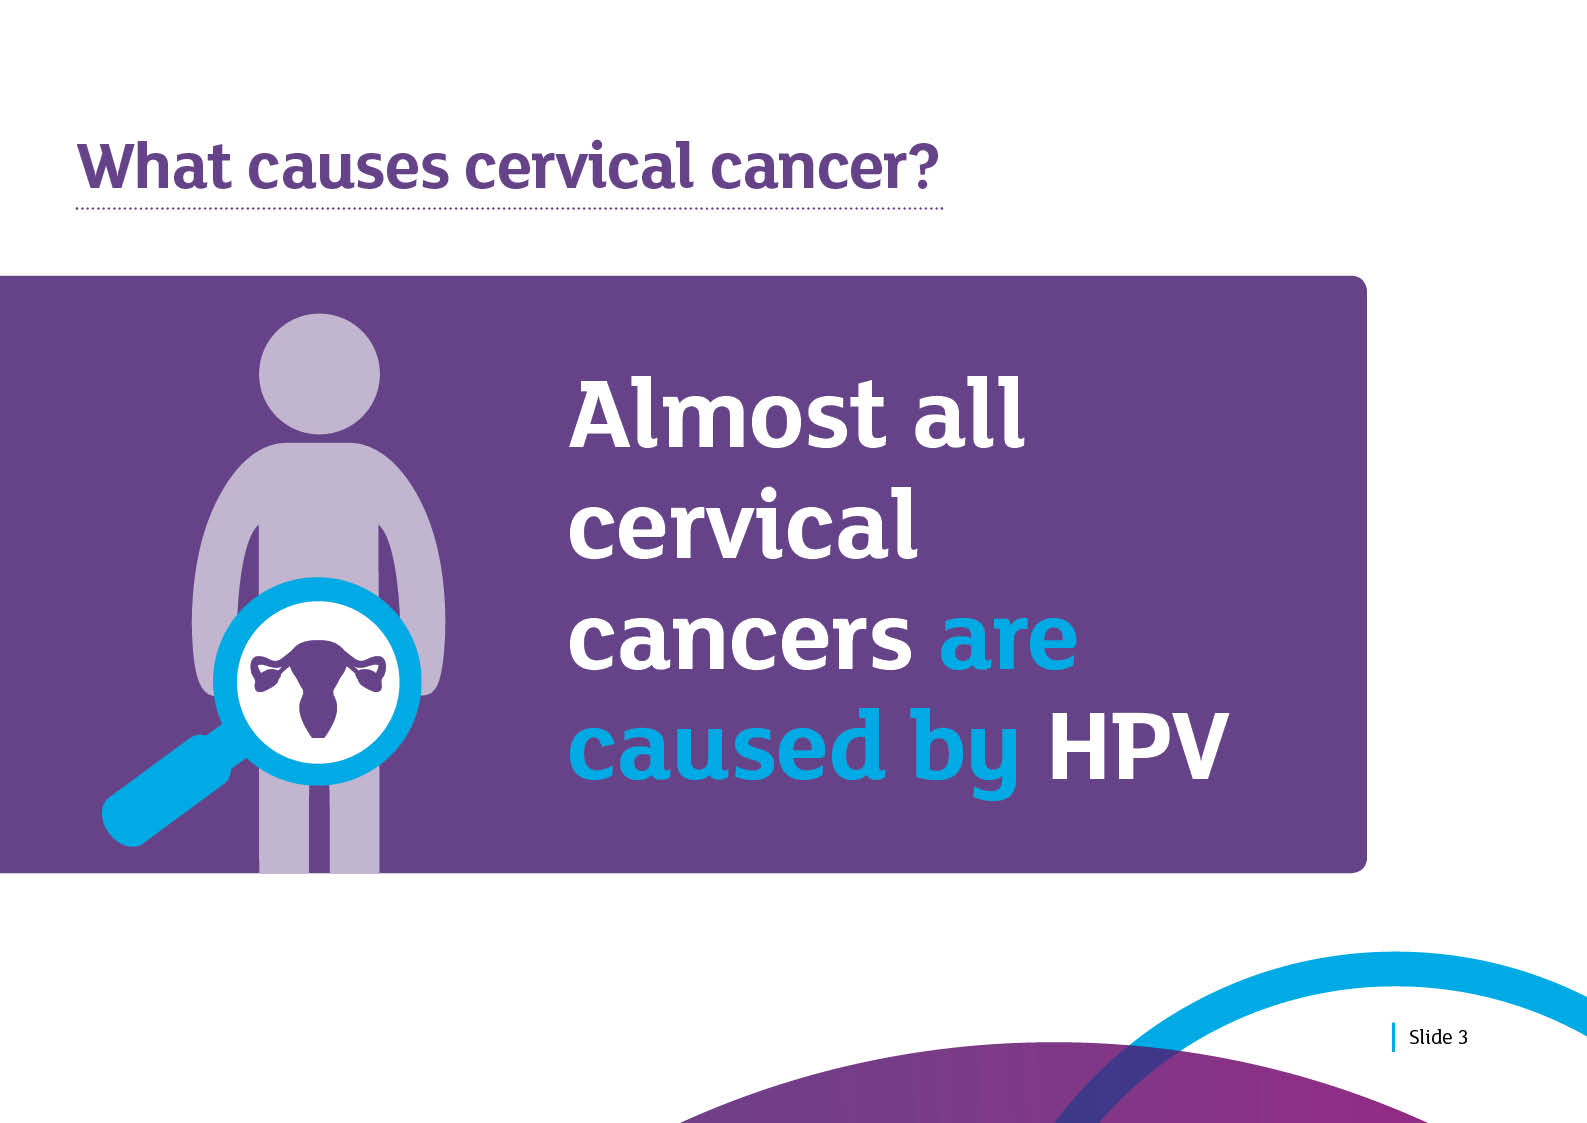 What causes cervical cancer?
Almost all
cervical
cancers are
caused by HPV
Slide 3